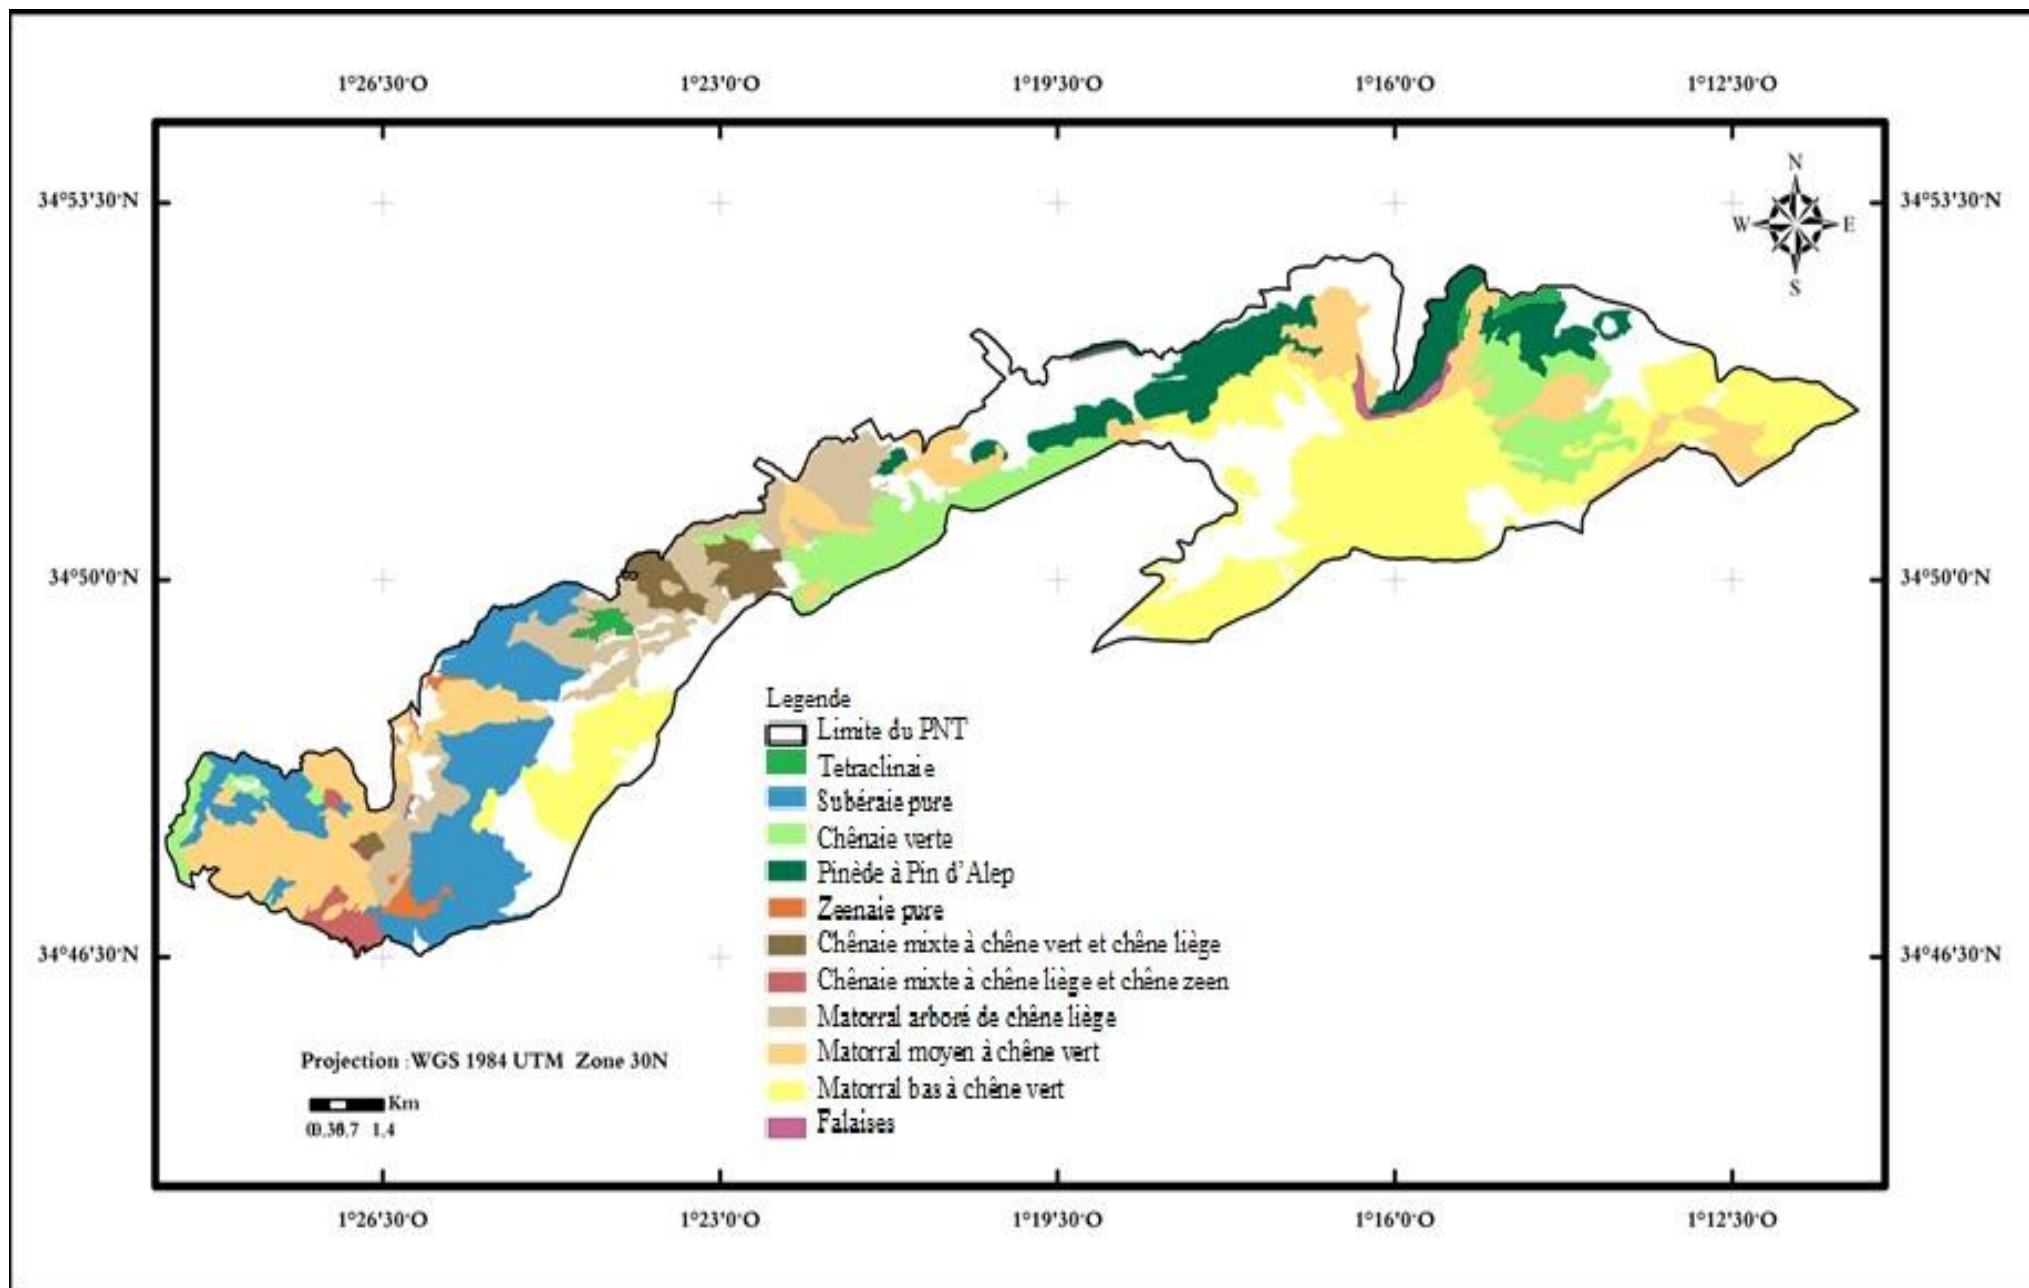 1°26'30"O 1°23'0"O 1°19'30"O 1°16'0"O 1°12'30"O
N
34°53'30"N 34°53'30"N
W E
S
34°50'0"N 34°50'0"N
Legende
Limite du PNT
Tetraclinaie
Subéraie pure
Chênaie verte
Pinède à Pin d'Alep
Zeenaie pure
Chênaie mixte à chêne vert et chêne liège
34°46'30"N 34°46'30"N
Chênaie mixte à chêne liège et chêne zeen
Matorral arboré de chêne liège
Matorral moyen à chêne vert
Projection :WGS 1984 UTM Zone 30N
Matorral bas à chêne vert
Km
Falaises
1,4
1°26'30"O 1°23'0"O 1°19'30"O 1°16'0"O 1°12'30"O